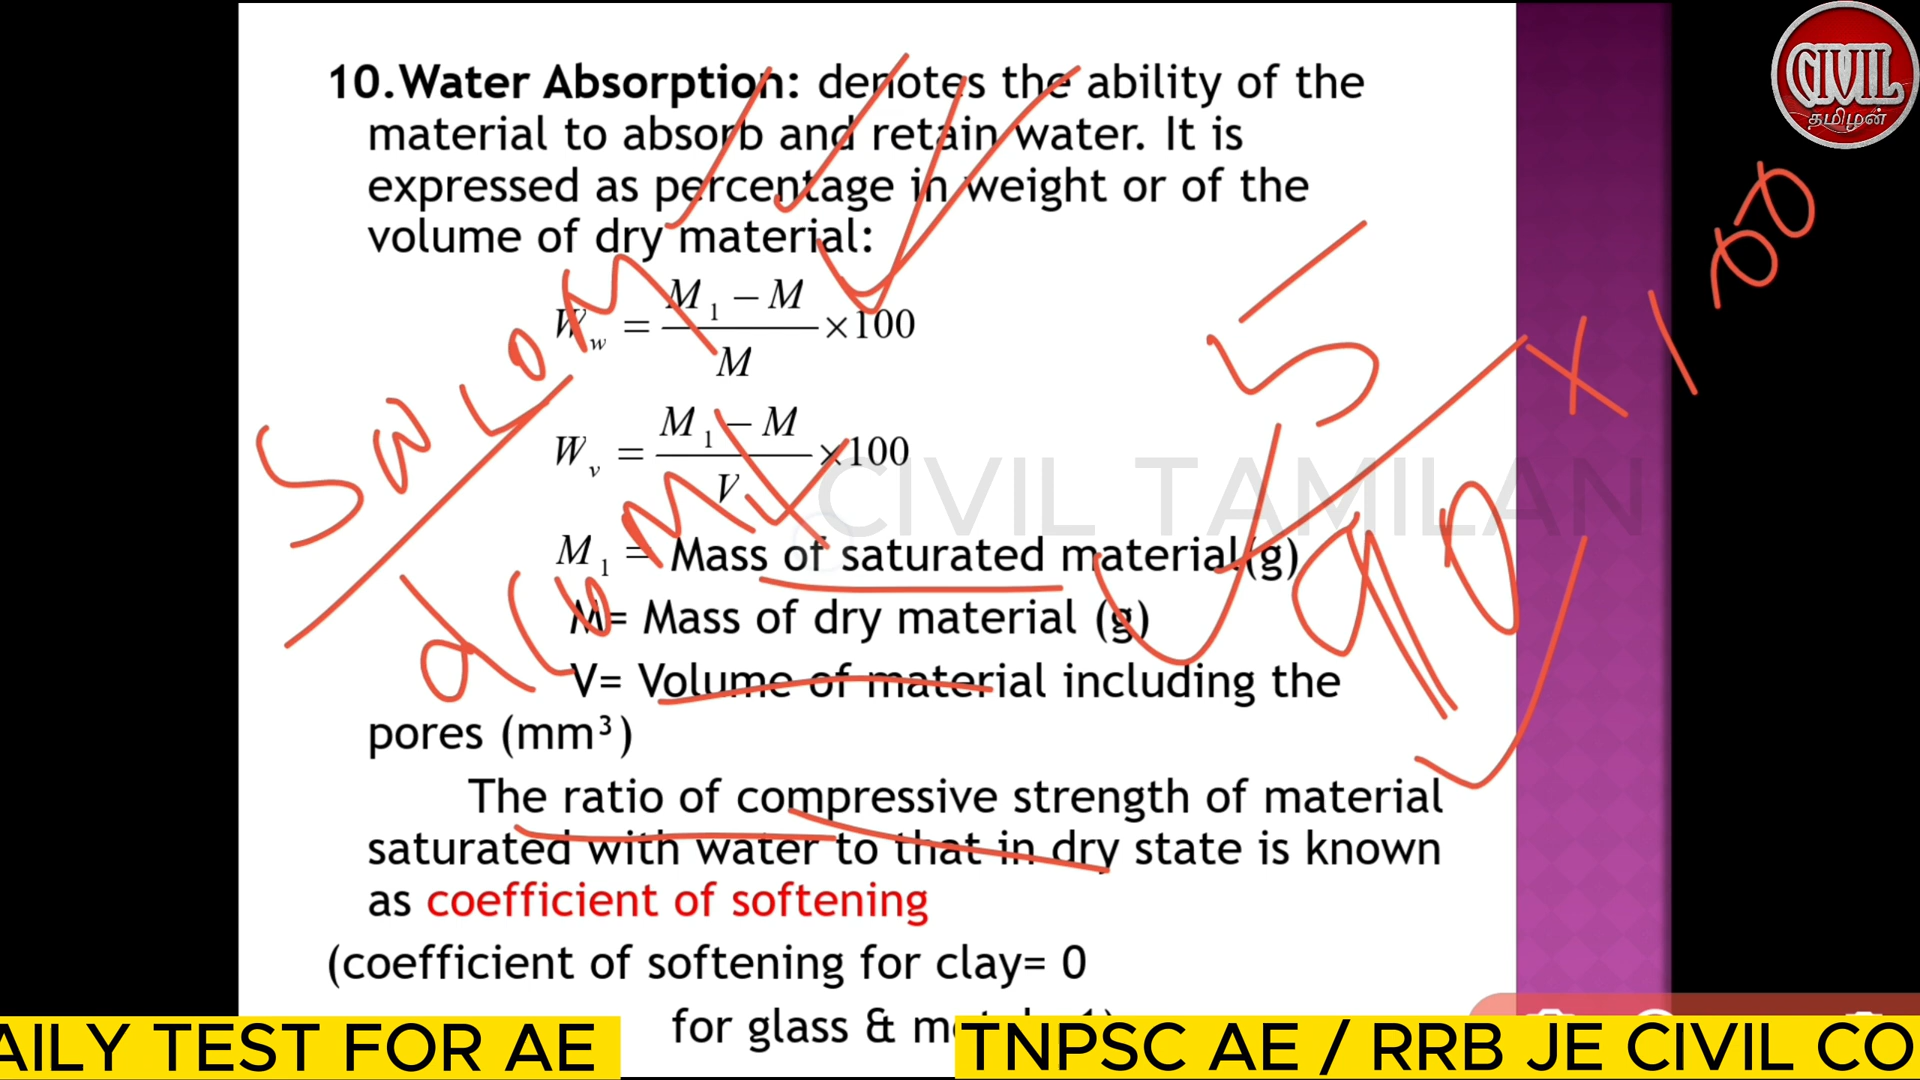 CIVIL
தமிழன்
10.Water Absorption: denotes the ability of the
material to absorb and retain water. It is
expressed as percentage in weight or of the
volume of dry material:
W_w = (M_1 − M)/M ×100
W_v = (M_1 − M)/V ×100
CIVIL TAMILAN
M_1 = Mass of saturated material(g)
M= Mass of dry material (g)
V= Volume of material including the
pores (mm³)
The ratio of compressive strength of material
saturated with water to that in dry state is known
as coefficient of softening
(coefficient of softening for clay= 0
for glass &
AILY TEST FOR AE
TNPSC AE / RRB JE CIVIL CO
5
90
×100